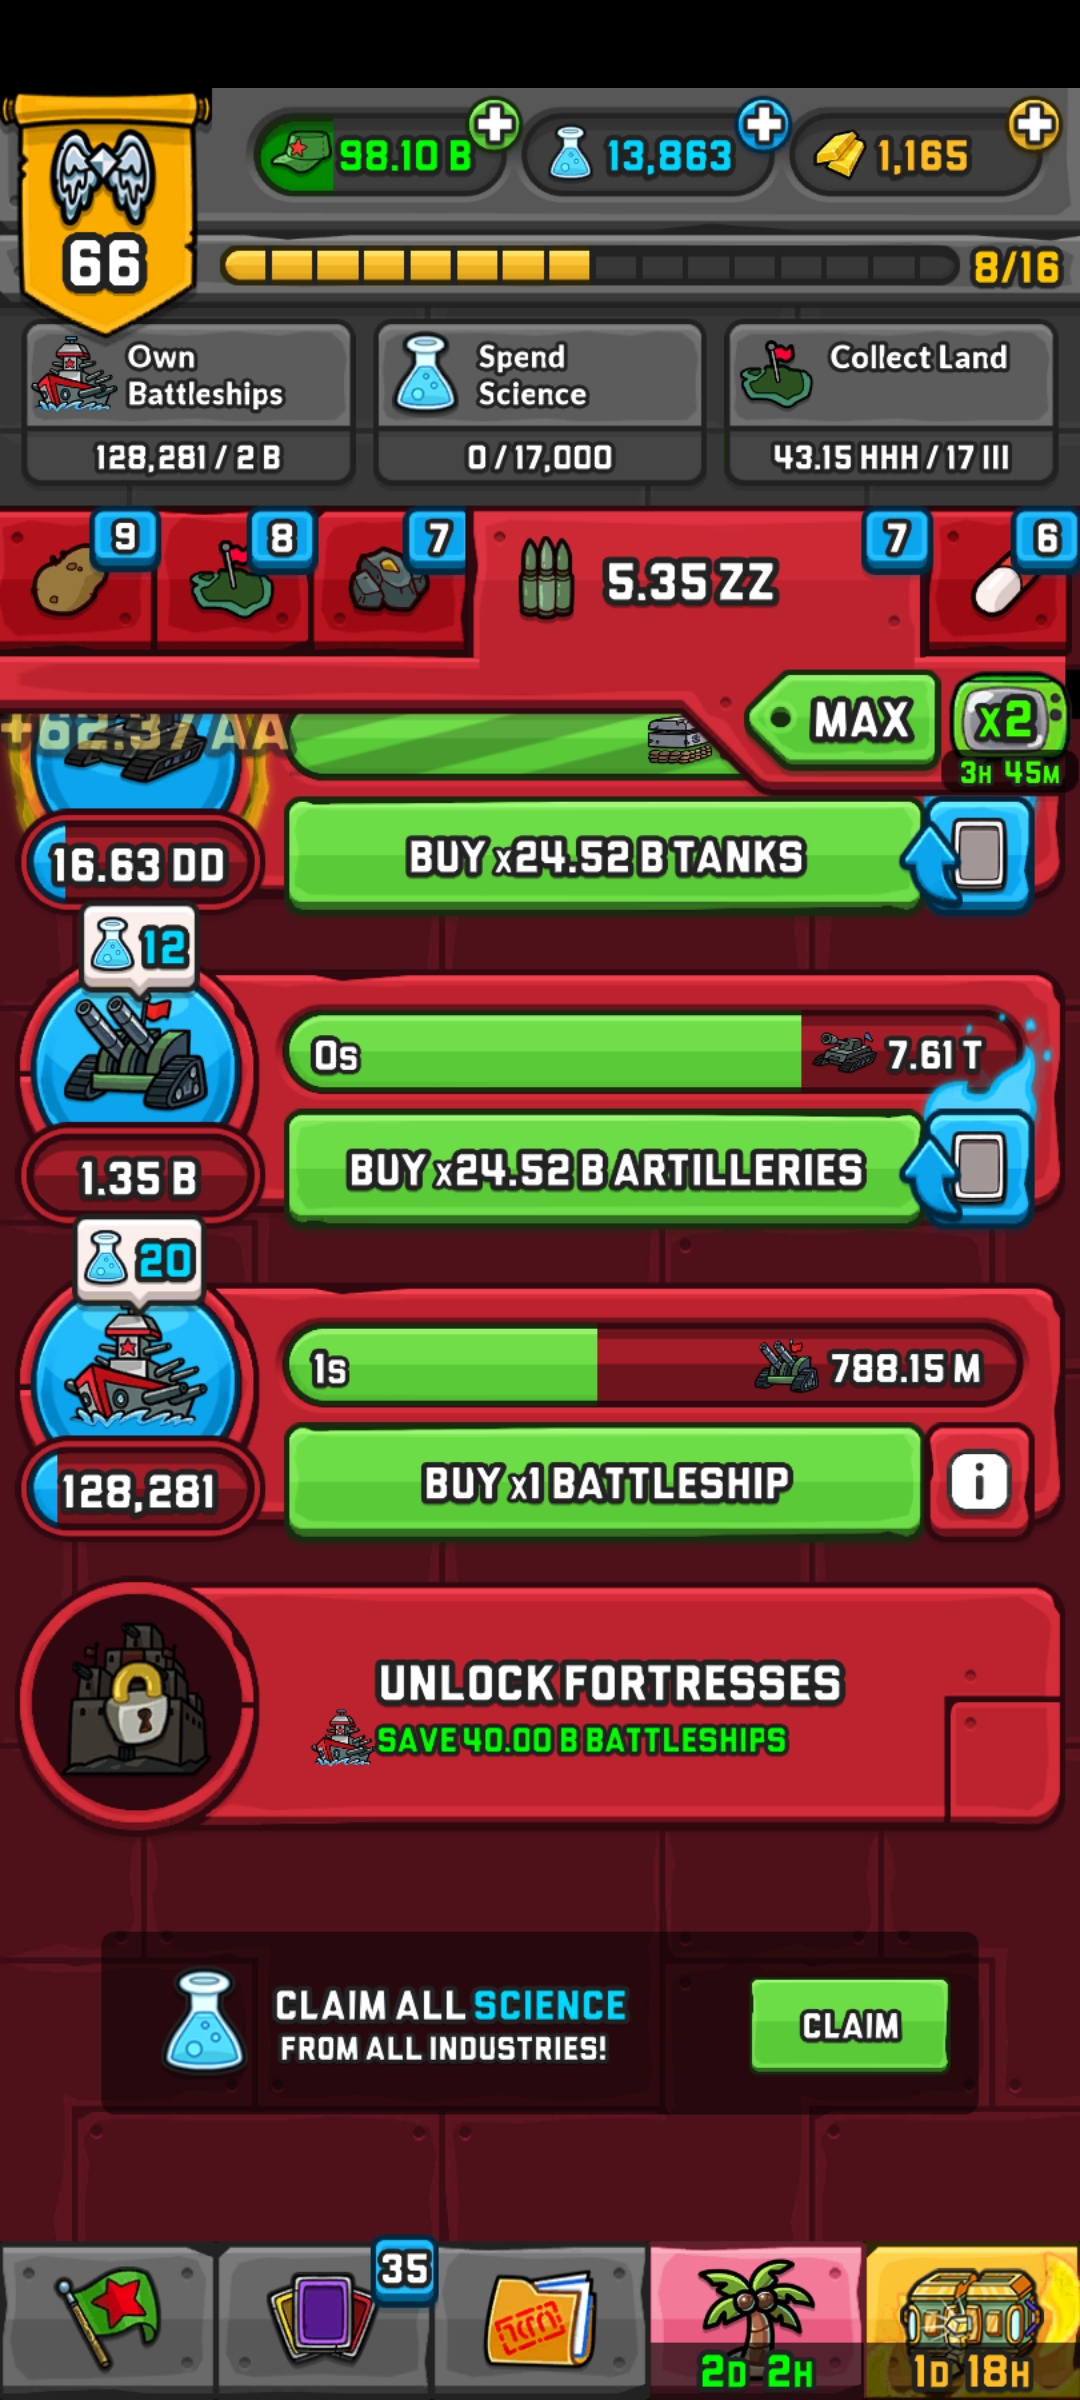 98.10 B
13,863
1,165
66
8/16
Own
Battleships
128,281 / 2 B
Spend
Science
0 / 17,000
Collect Land
43.15 HHH / 17 III
9
8
7
5.35 ZZ
7
6
MAX
x2
3H 45M
+62.37 AA
16.63 DD
BUY x24.52 B TANKS
12
0s
7.61 T
1.35 B
BUY x24.52 B ARTILLERIES
20
1s
788.15 M
128,281
BUY x1 BATTLESHIP
i
UNLOCK FORTRESSES
SAVE 40.00 B BATTLESHIPS
CLAIM ALL SCIENCE
FROM ALL INDUSTRIES!
CLAIM
35
2D 2H
1D 18H